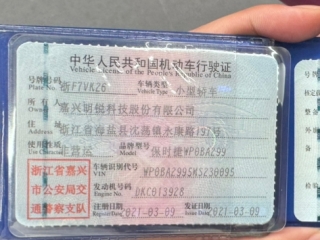 中华人民共和国机动车行驶证
Vehicle License of the People's Republic of China
号牌号码 浙F7VK26 车辆类型 小型轿车
Plate No. Vehicle Type
所有人 嘉兴明锐科技股份有限公司
Owner
住址 浙江省海盐县沈荡镇永康路197号
Address
使用性质 营运 品牌型号 保时捷WP0BA299
Use Character Model
浙江省嘉兴市公安局交通警察支队
车辆识别代号 WP0BA2995MS230095
VIN
发动机号码 DKC013928
Engine No.
注册日期 2021-03-09 发证日期 2021-03-09
Register Date Issue Date